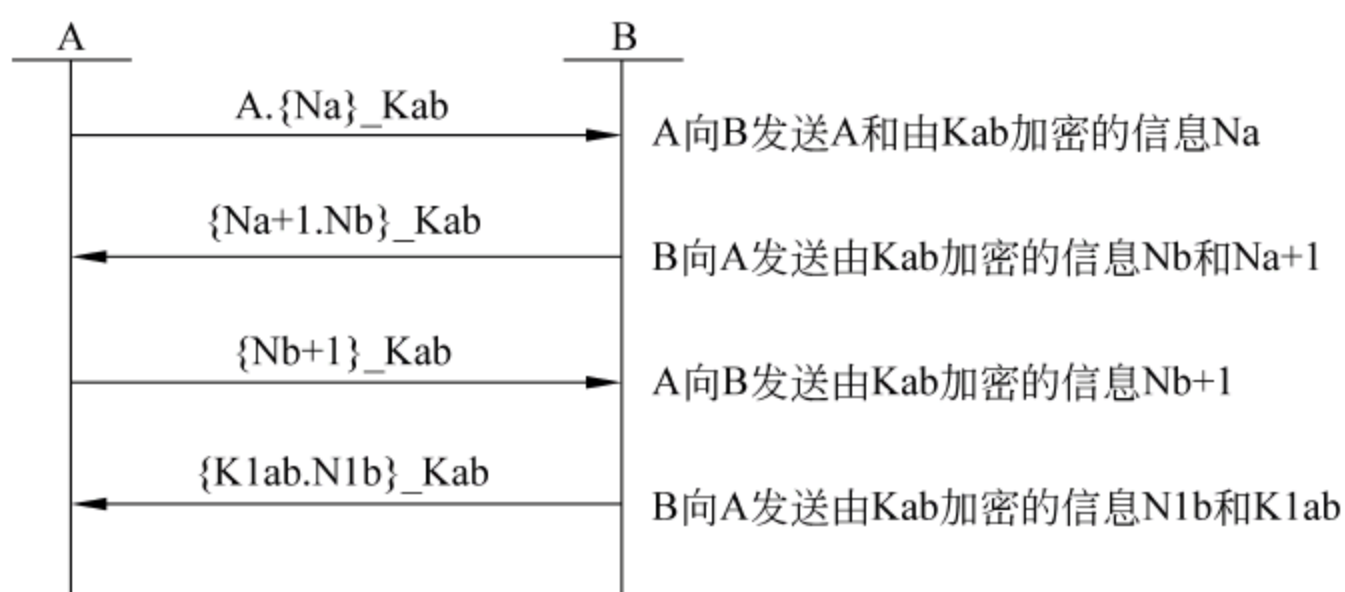 A
B
A.{Na}_Kab
A向B发送A和由Kab加密的信息Na
{Na+1.Nb}_Kab
B向A发送由Kab加密的信息Nb和Na+1
{Nb+1}_Kab
A向B发送由Kab加密的信息Nb+1
{K1ab.N1b}_Kab
B向A发送由Kab加密的信息N1b和K1ab